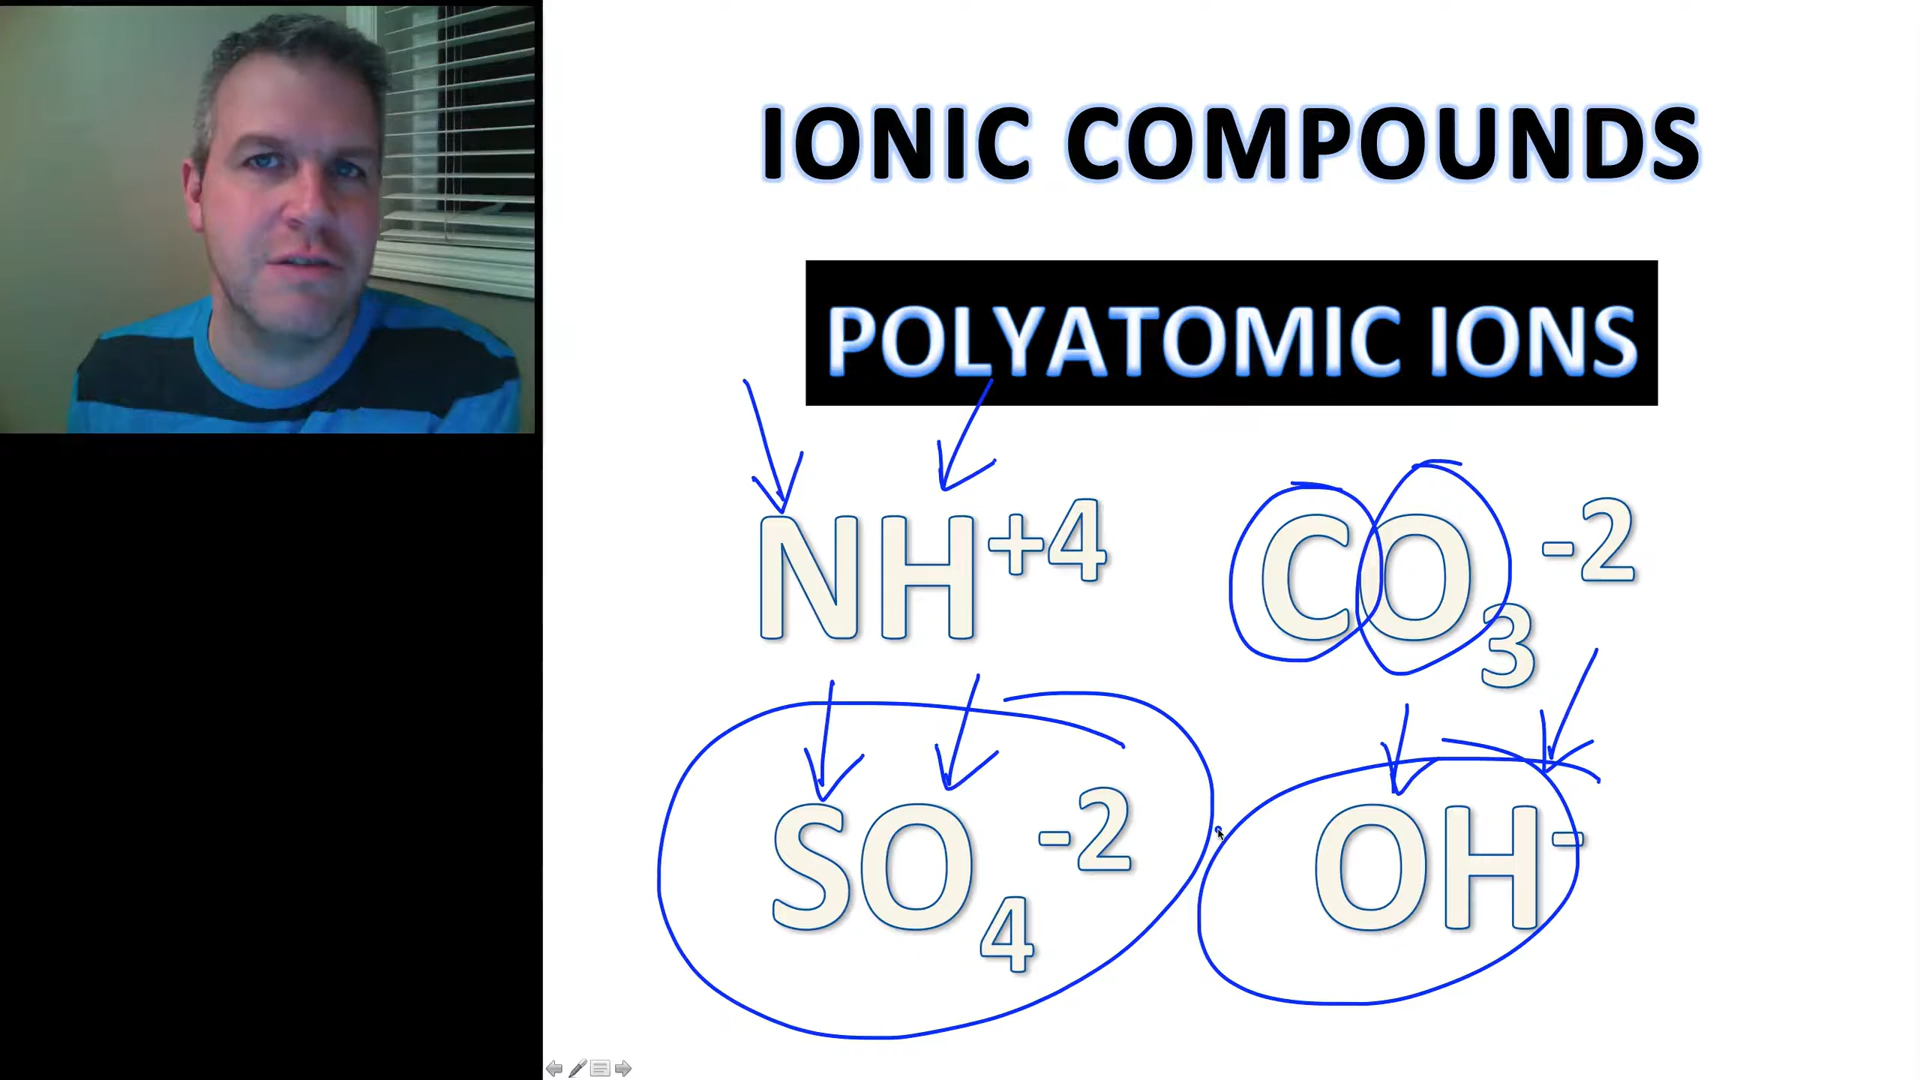 IONIC COMPOUNDS
POLYATOMIC IONS
NH⁺⁴ CO₃⁻²
SO₄⁻² OH⁻